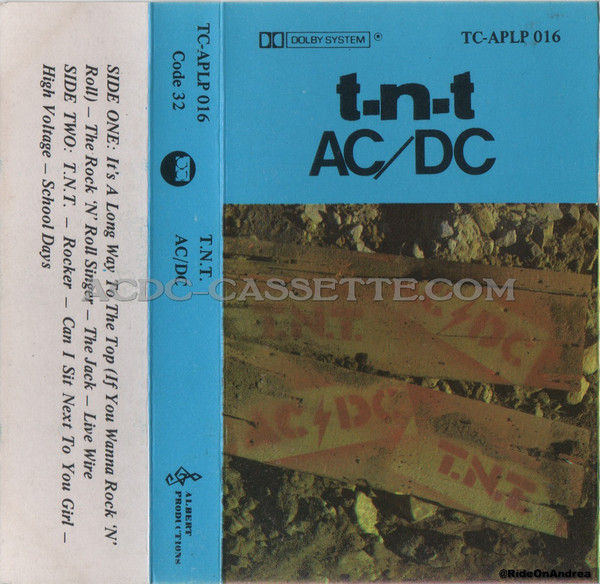 SIDE ONE: It's A Long Way To The Top (If You Wanna Rock 'N'
Roll) – The Rock 'N' Roll Singer – The Jack – Live Wire
SIDE TWO: T.N.T. – Rocker – Can I Sit Next To You Girl –
High Voltage – School Days
TC-APLP 016
Code 32
T.N.T.
AC/DC
ALBERT
PRODUCTIONS
DOLBY SYSTEM ®
TC-APLP 016
t·n·t
AC/DC
AC/DC
T.N.T.
AC/DC
T.N.T.
ACDC-CASSETTE.COM
@RideOnAndrea